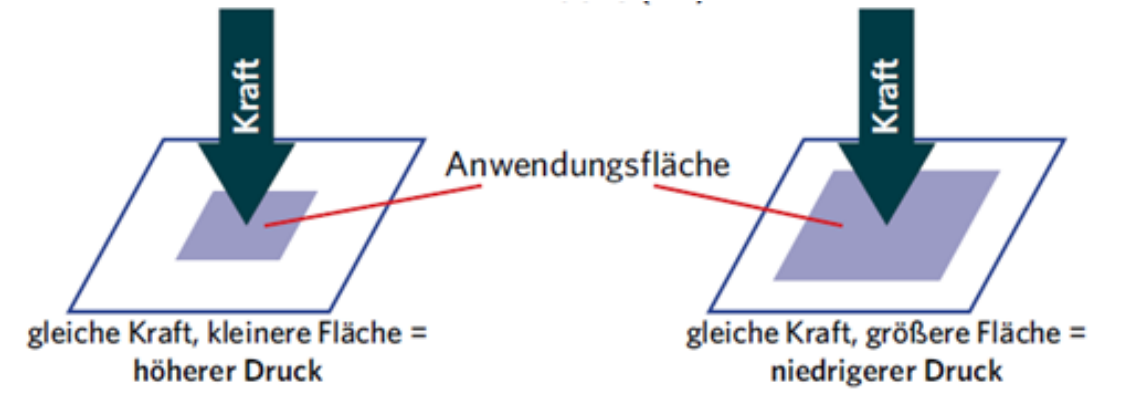 Kraft
Kraft
Anwendungsfläche
gleiche Kraft, kleinere Fläche =
höherer Druck
gleiche Kraft, größere Fläche =
niedrigerer Druck